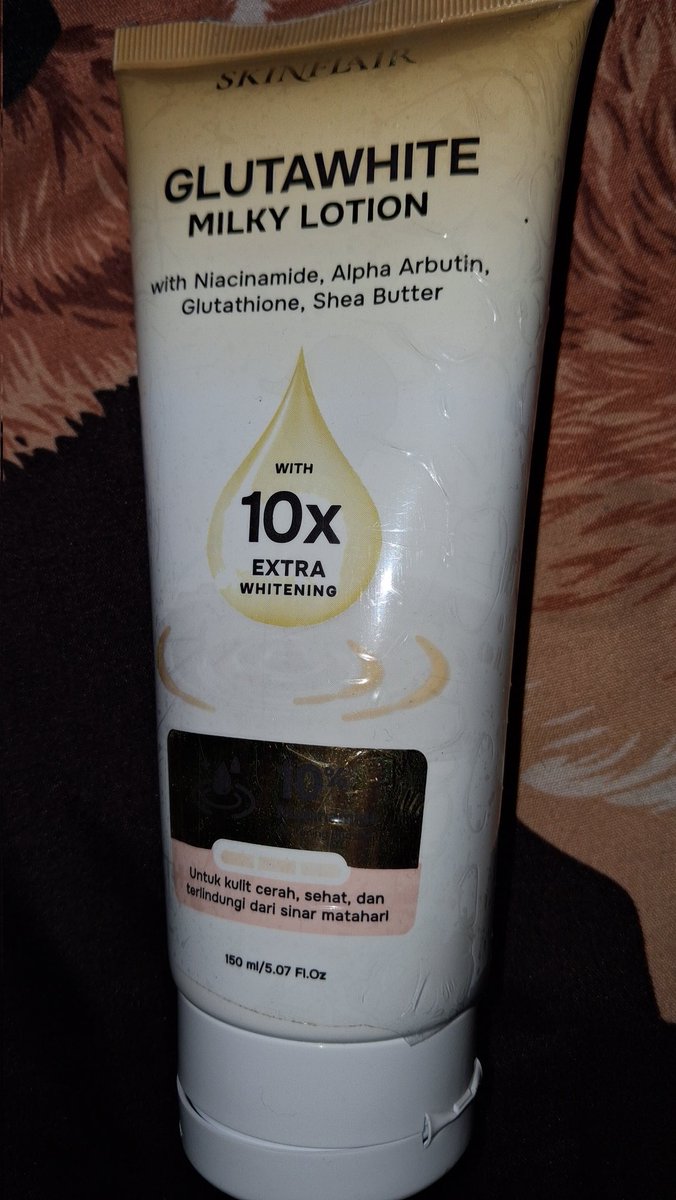 SKINFLAIR
GLUTAWHITE
MILKY LOTION
with Niacinamide, Alpha Arbutin,
Glutathione, Shea Butter
WITH
10x
EXTRA
WHITENING
10%
Untuk kulit cerah, sehat, dan
terlindungi dari sinar matahari
150 ml/5.07 Fl.Oz